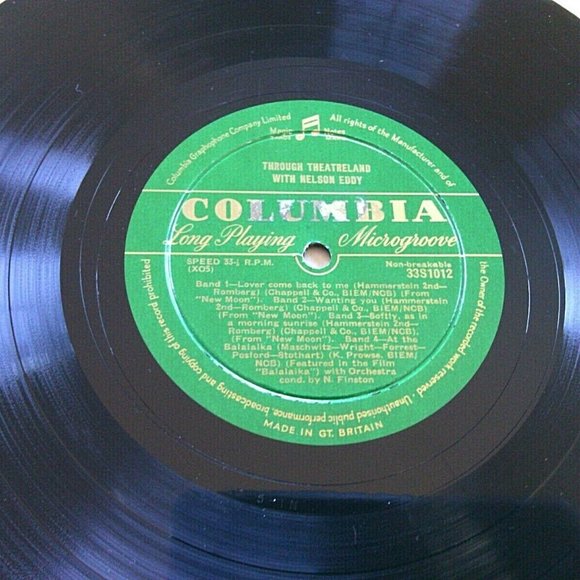 Columbia Graphophone Company Limited
All rights of the Manufacturer and of
the Owner of the recorded work reserved · Unauthorised public performance, broadcasting and copying of this record prohibited
Magic Notes
THROUGH THEATRELAND
WITH NELSON EDDY
COLUMBIA
Long Playing Microgroove
SPEED 33⅓ R.P.M. Non-breakable
(XO5) 33S1012
Band 1—Lover come back to me (Hammerstein 2nd—
Romberg) (Chappell & Co., BIEM/NCB) (From
"New Moon"). Band 2—Wanting you (Hammerstein
2nd—Romberg) (Chappell & Co., BIEM/NCB)
(From "New Moon") Band 3—Softly, as in
a morning sunrise (Hammerstein 2nd—
Romberg) (Chappell & Co., BIEM/NCB),
(From "New Moon"). Band 4—At the
Balalaika (Maschwitz—Wright—Forrest—
Posford—Stothart) (K. Prowse, BIEM/
NCB) (Featured in the Film
"Balalaika") with Orchestra
cond. by N. Finston
MADE IN GT. BRITAIN